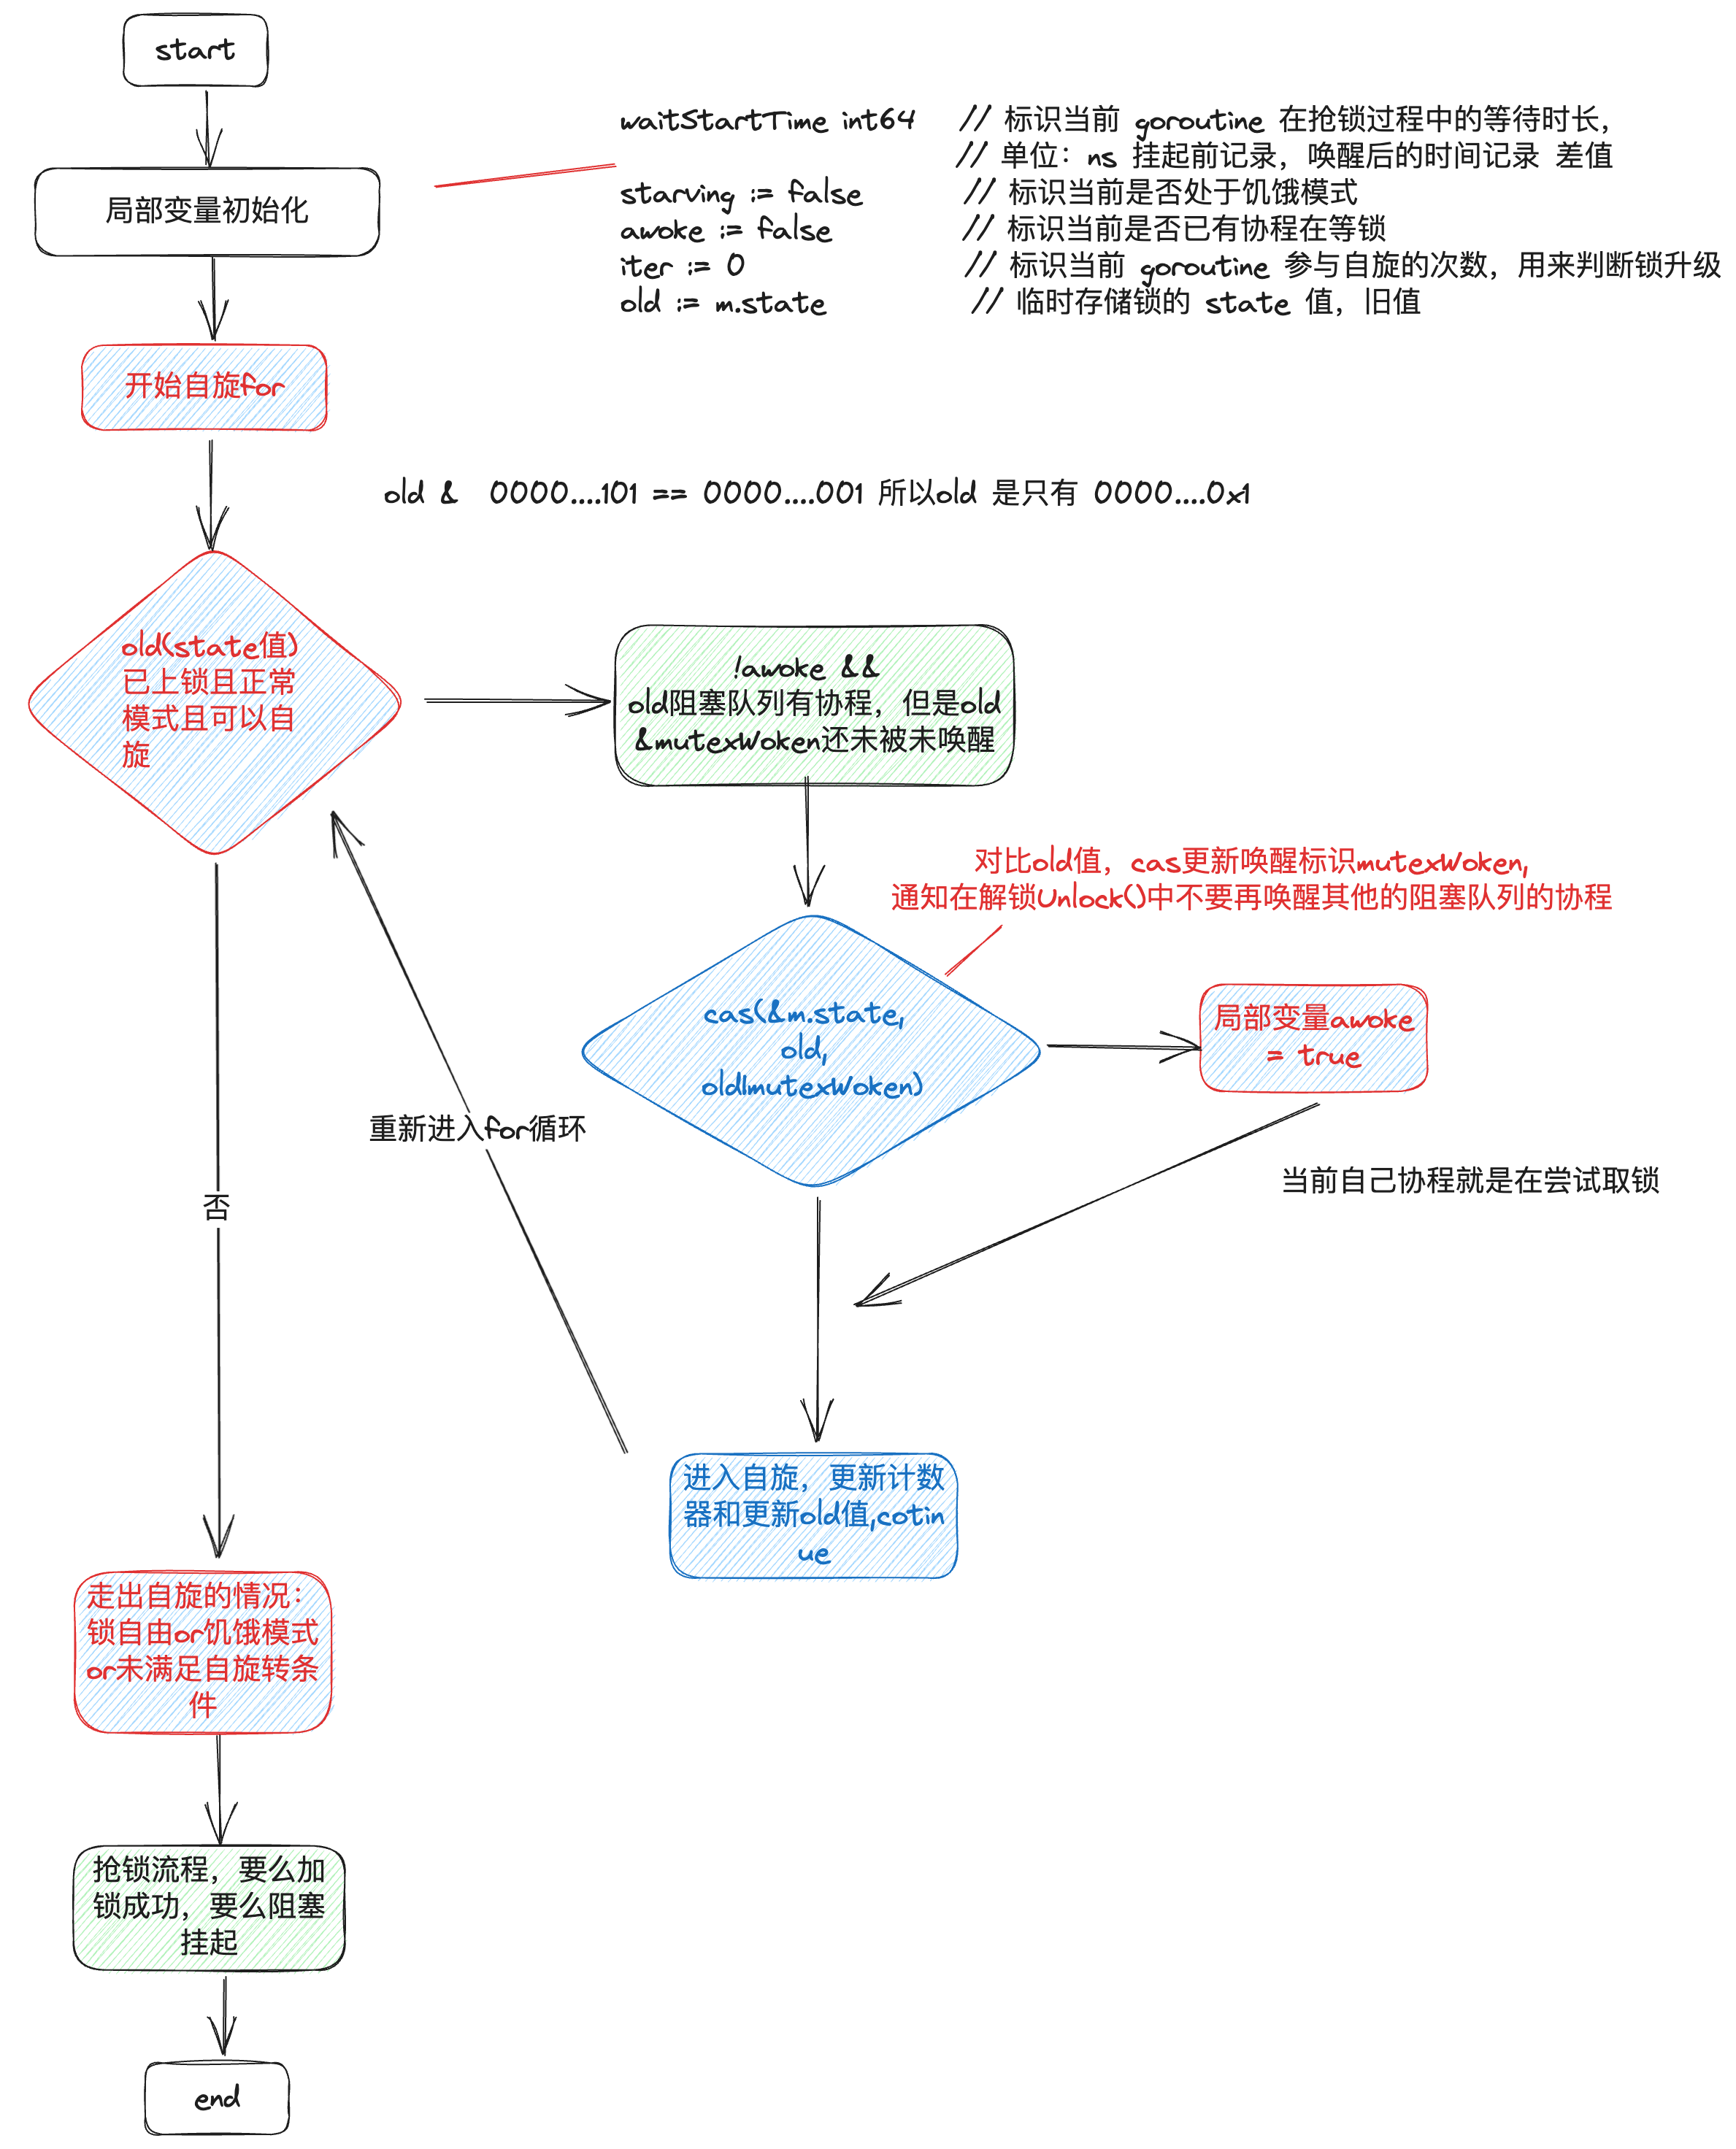 start
局部变量初始化
waitStartTime int64 // 标识当前 goroutine 在抢锁过程中的等待时长，
// 单位：ns 挂起前记录，唤醒后的时间记录 差值
starving := false // 标识当前是否处于饥饿模式
awoke := false // 标识当前是否已有协程在等锁
iter := 0 // 标识当前 goroutine 参与自旋的次数，用来判断锁升级
old := m.state // 临时存储锁的 state 值，旧值
开始自旋for
old & 0000....101 == 0000....001 所以old 是只有 0000....0x1
old(state值)
已上锁且正常
模式且可以自
旋
!awoke &&
old阻塞队列有协程，但是old
&mutexWoken还未被未唤醒
对比old值，cas更新唤醒标识mutexWoken,
通知在解锁Unlock()中不要再唤醒其他的阻塞队列的协程
cas(&m.state,
old,
old|mutexWoken)
局部变量awoke
= true
重新进入for循环
当前自己协程就是在尝试取锁
否
进入自旋，更新计数
器和更新old值,cotin
ue
走出自旋的情况：
锁自由or饥饿模式
or未满足自旋转条
件
抢锁流程，要么加
锁成功，要么阻塞
挂起
end